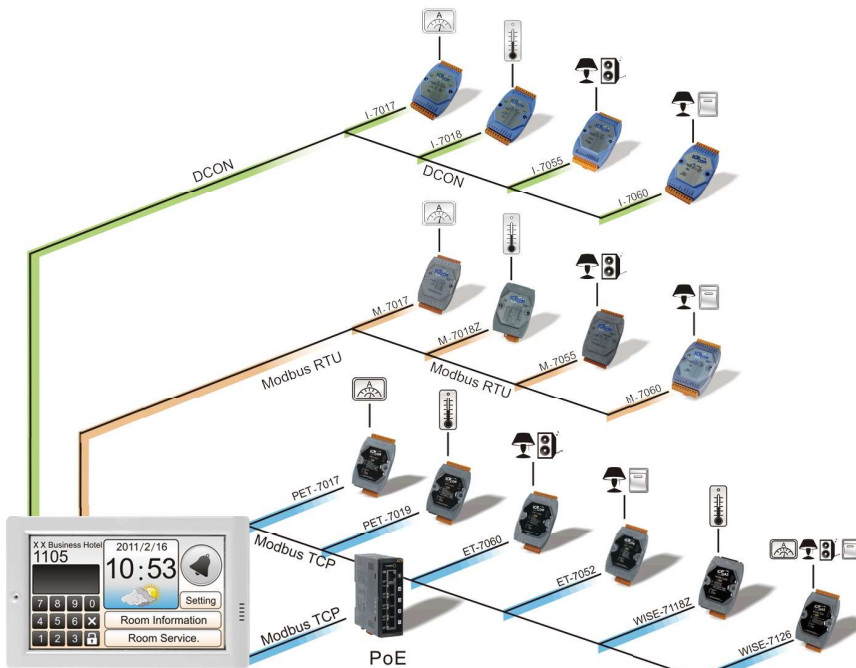 A
I-7017
I-7018
I-7055
I-7060
DCON
DCON
A
M-7017
M-7018Z
M-7055
M-7060
Modbus RTU
Modbus RTU
A
PET-7017
PET-7019
ET-7060
ET-7052
WISE-7118Z
WISE-7126
A
Modbus TCP
Modbus TCP
PoE
X X Business Hotel
1105
2011/2/16
10:53
7 8 9 0
4 5 6 X
1 2 3
Setting
Room Information
Room Service.